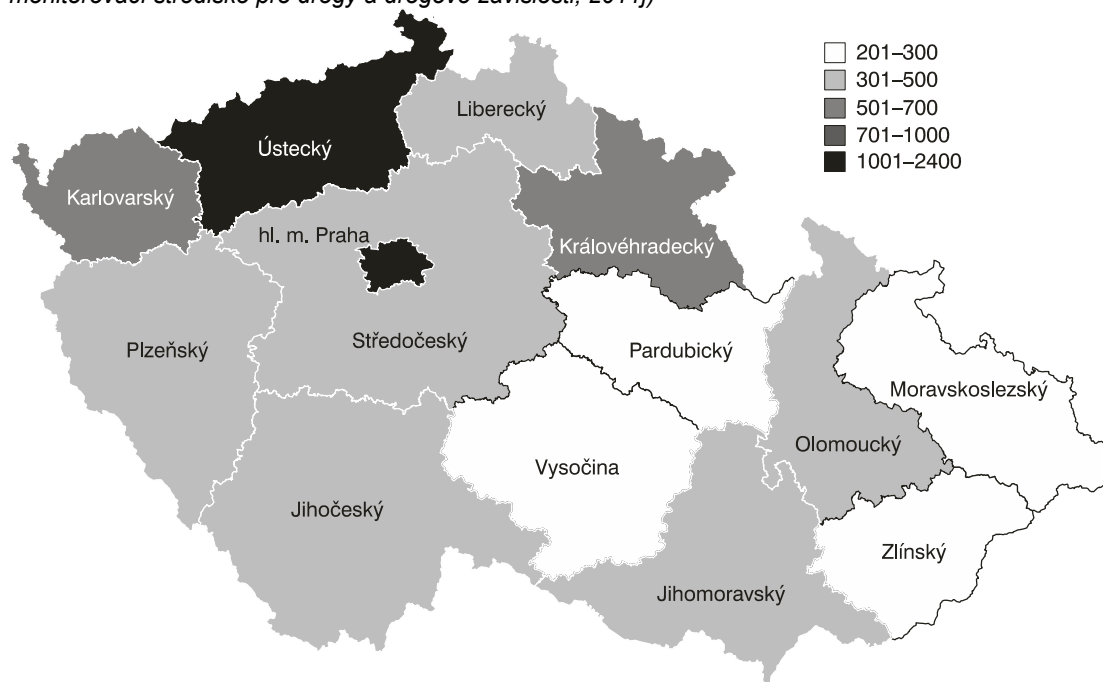 monitorovací středisko pro drogy a drogové závislosti, 2011j)
201–300
301–500
501–700
701–1000
1001–2400
Liberecký
Ústecký
Karlovarský
hl. m. Praha
Královéhradecký
Středočeský
Plzeňský
Pardubický
Moravskoslezský
Olomoucký
Vysočina
Jihočeský
Zlínský
Jihomoravský